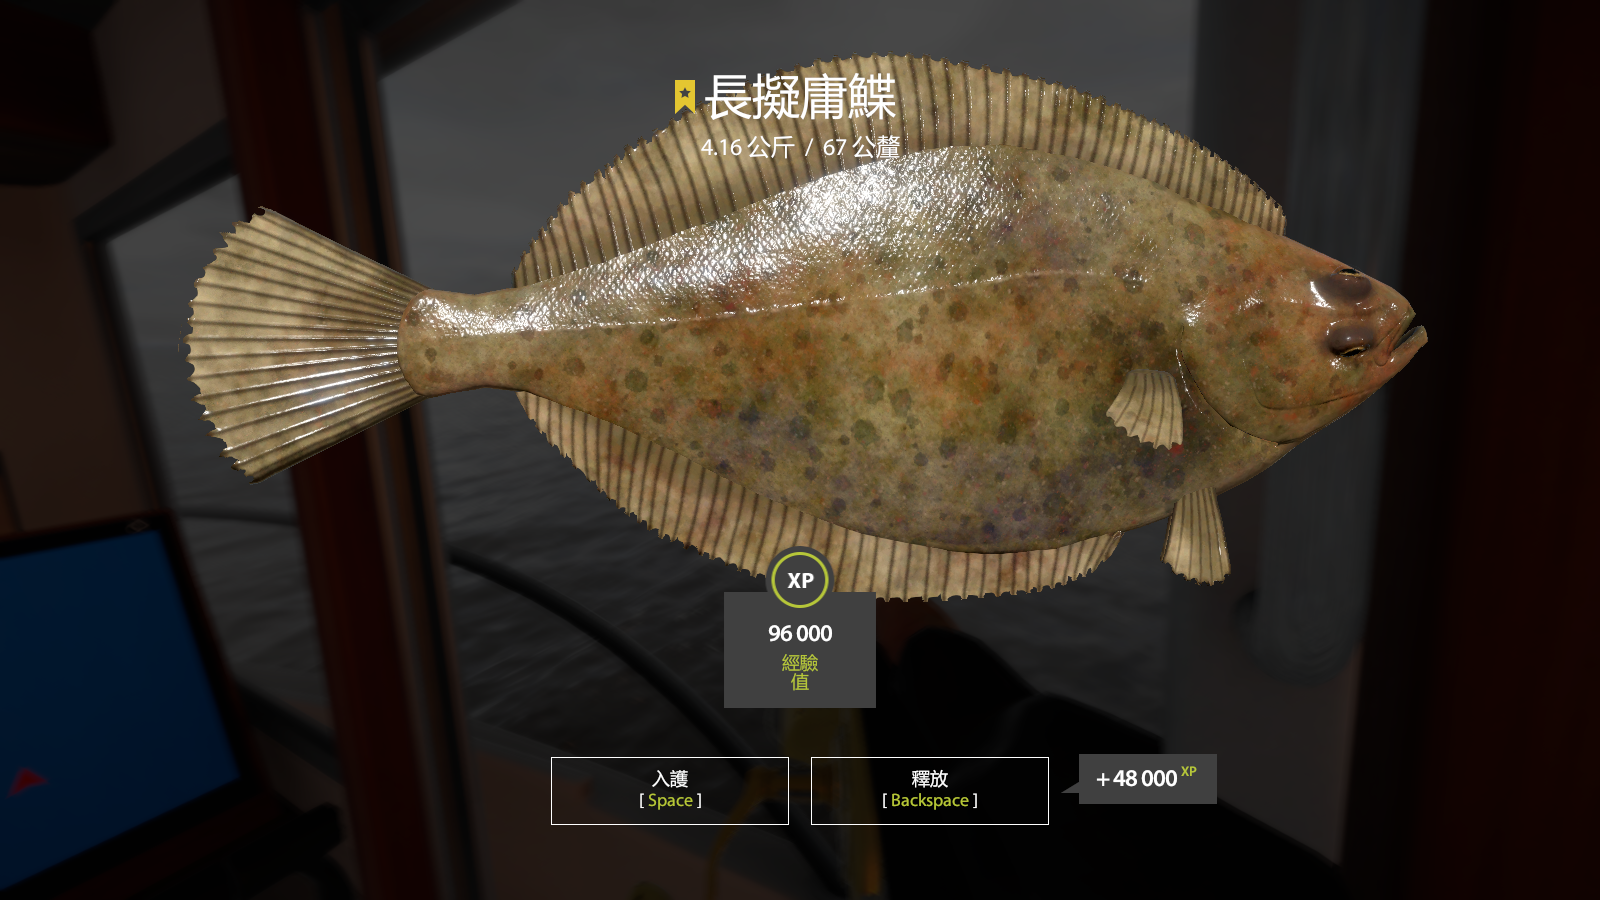 長擬庸鰈
4.16 公斤 / 67 公釐
XP
96 000
經驗
值
入護
[ Space ]
釋放
[ Backspace ]
+48 000 XP